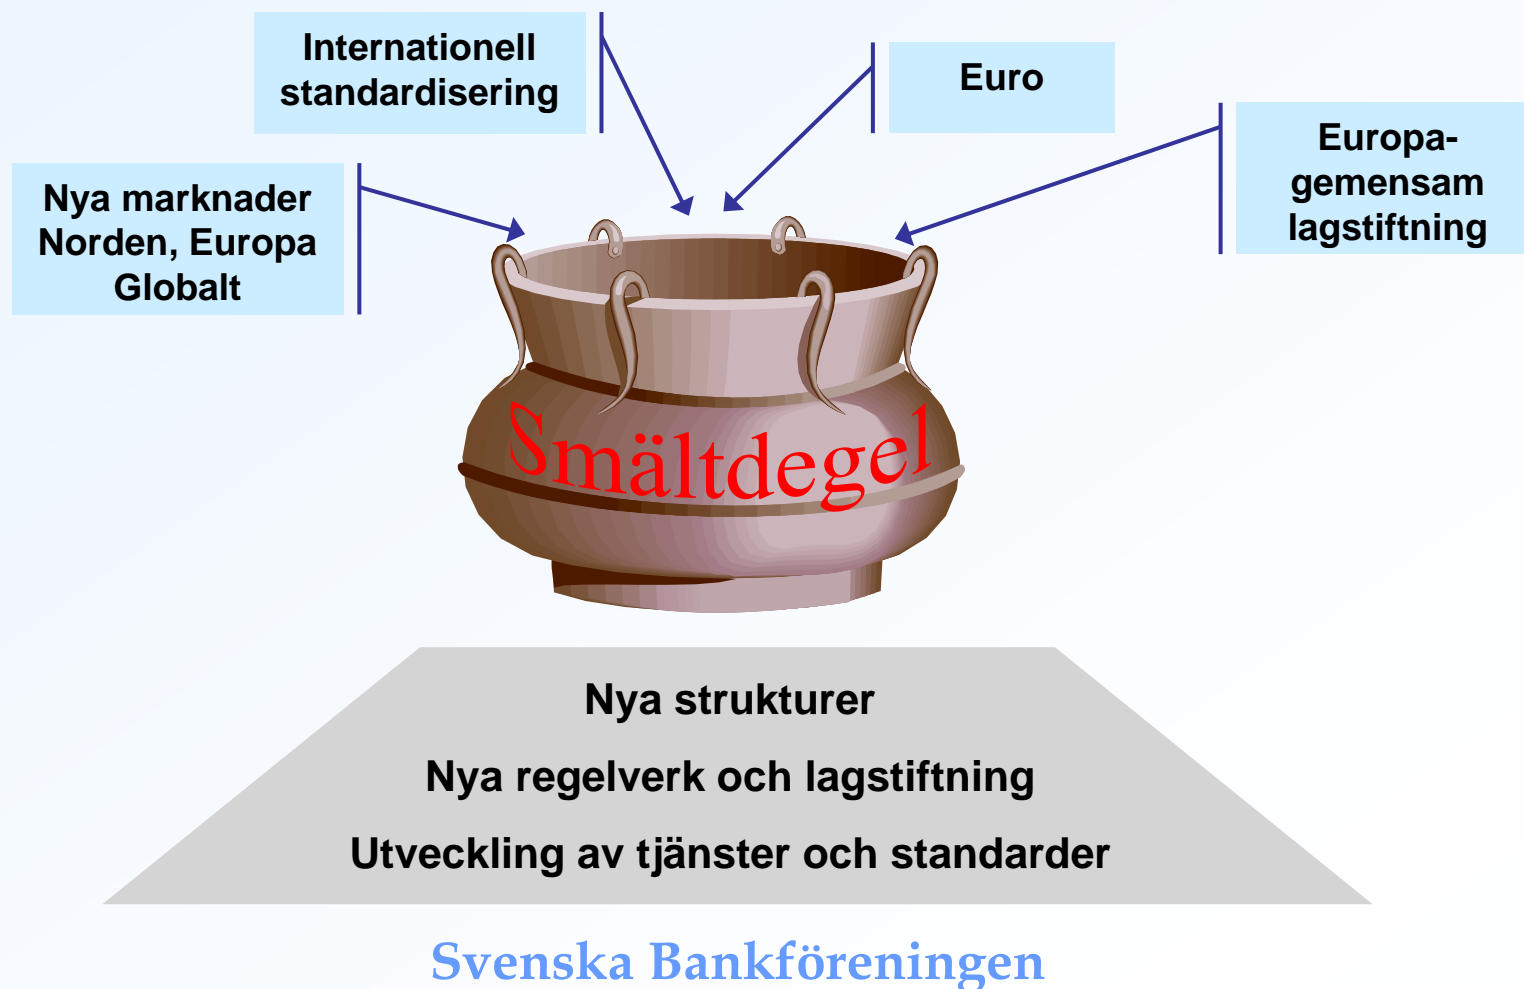 Internationell
standardisering
Euro
Europa-
gemensam
lagstiftning
Nya marknader
Norden, Europa
Globalt
Smältdegel
Nya strukturer
Nya regelverk och lagstiftning
Utveckling av tjänster och standarder
Svenska Bankföreningen